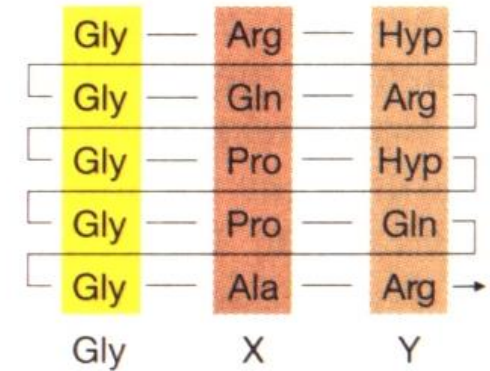 Gly — Arg — Hyp
Gly — Gln — Arg
Gly — Pro — Hyp
Gly — Pro — Gln
Gly — Ala — Arg
Gly X Y